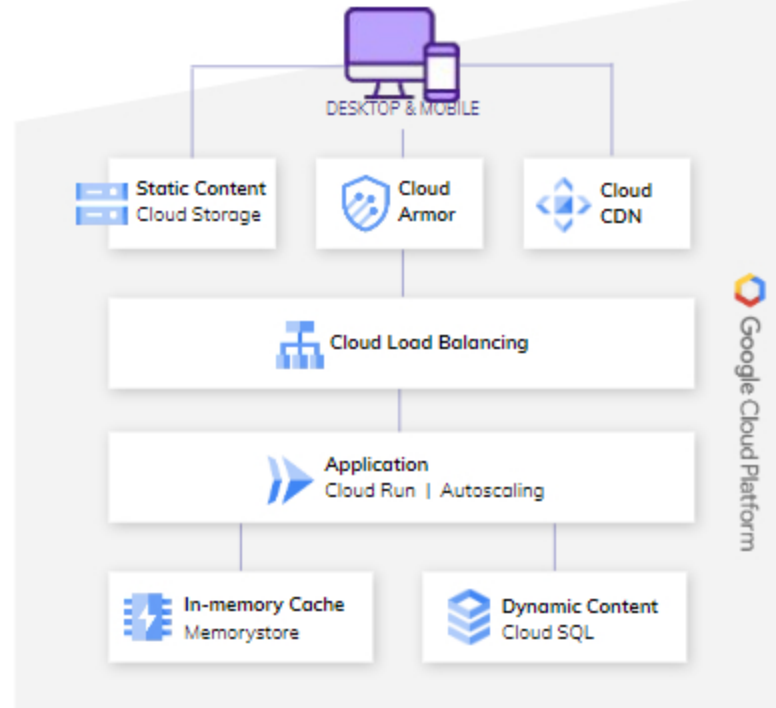 DESKTOP & MOBILE
Static Content
Cloud Storage
Cloud
Armor
Cloud
CDN
Cloud Load Balancing
Application
Cloud Run | Autoscaling
In-memory Cache
Memorystore
Dynamic Content
Cloud SQL
Google Cloud Platform